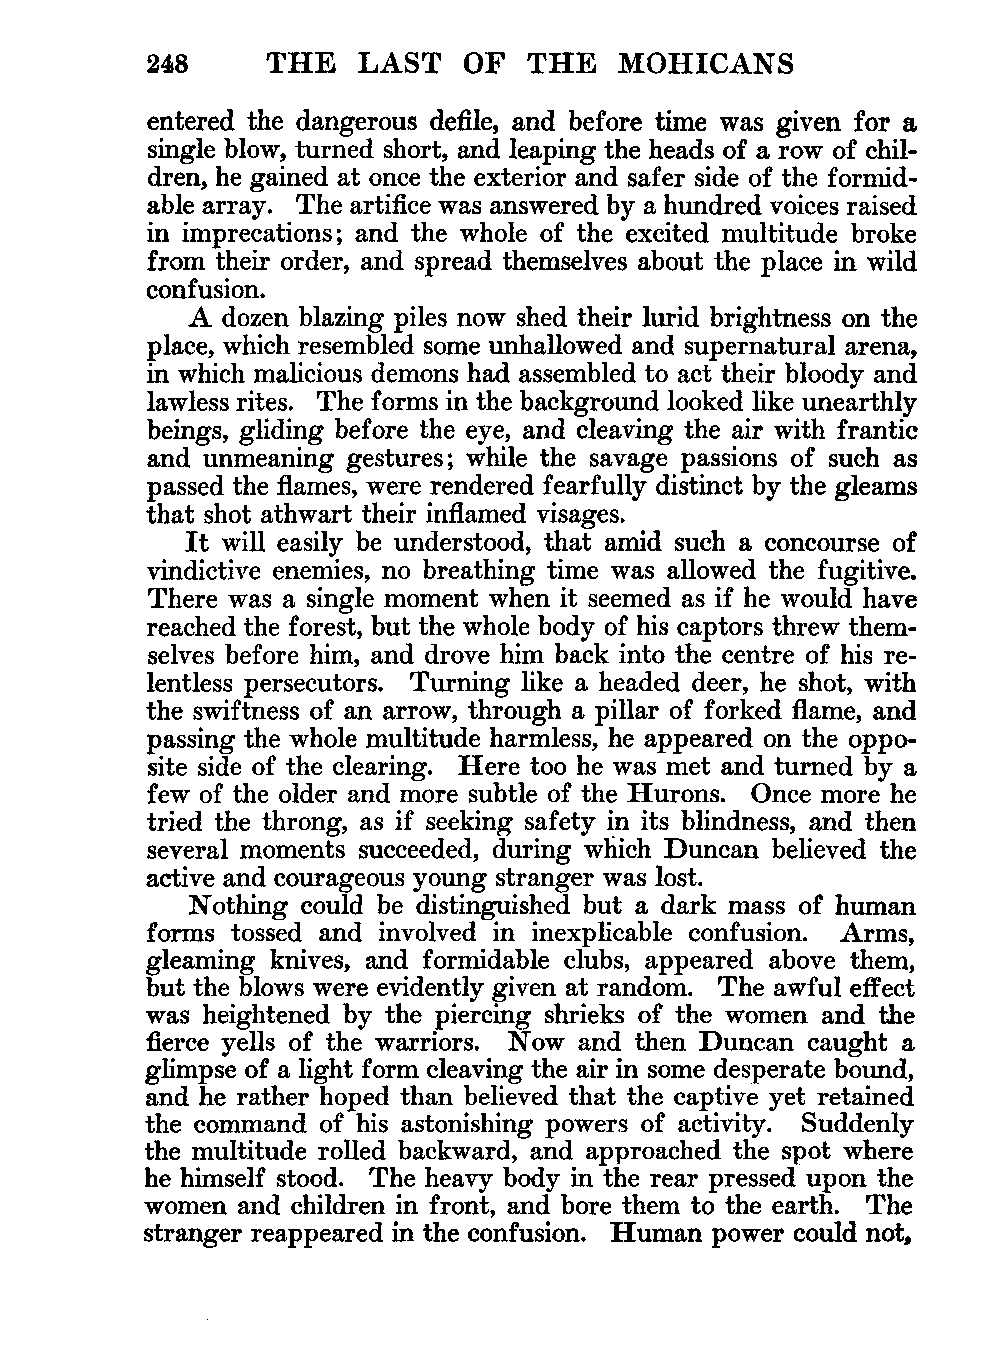 248 THE LAST OF THE MOHICANS
entered the dangerous defile, and before time was given for a
single blow, turned short, and leaping the heads of a row of chil-
dren, he gained at once the exterior and safer side of the formid-
able array. The artifice was answered by a hundred voices raised
in imprecations; and the whole of the excited multitude broke
from their order, and spread themselves about the place in wild
confusion.
A dozen blazing piles now shed their lurid brightness on the
place, which resembled some unhallowed and supernatural arena,
in which malicious demons had assembled to act their bloody and
lawless rites. The forms in the background looked like unearthly
beings, gliding before the eye, and cleaving the air with frantic
and unmeaning gestures; while the savage passions of such as
passed the flames, were rendered fearfully distinct by the gleams
that shot athwart their inflamed visages.
It will easily be understood, that amid such a concourse of
vindictive enemies, no breathing time was allowed the fugitive.
There was a single moment when it seemed as if he would have
reached the forest, but the whole body of his captors threw them-
selves before him, and drove him back into the centre of his re-
lentless persecutors. Turning like a headed deer, he shot, with
the swiftness of an arrow, through a pillar of forked flame, and
passing the whole multitude harmless, he appeared on the oppo-
site side of the clearing. Here too he was met and turned by a
few of the older and more subtle of the Hurons. Once more he
tried the throng, as if seeking safety in its blindness, and then
several moments succeeded, during which Duncan believed the
active and courageous young stranger was lost.
Nothing could be distinguished but a dark mass of human
forms tossed and involved in inexplicable confusion. Arms,
gleaming knives, and formidable clubs, appeared above them,
but the blows were evidently given at random. The awful effect
was heightened by the piercing shrieks of the women and the
fierce yells of the warriors. Now and then Duncan caught a
glimpse of a light form cleaving the air in some desperate bound,
and he rather hoped than believed that the captive yet retained
the command of his astonishing powers of activity. Suddenly
the multitude rolled backward, and approached the spot where
he himself stood. The heavy body in the rear pressed upon the
women and children in front, and bore them to the earth. The
stranger reappeared in the confusion. Human power could not,